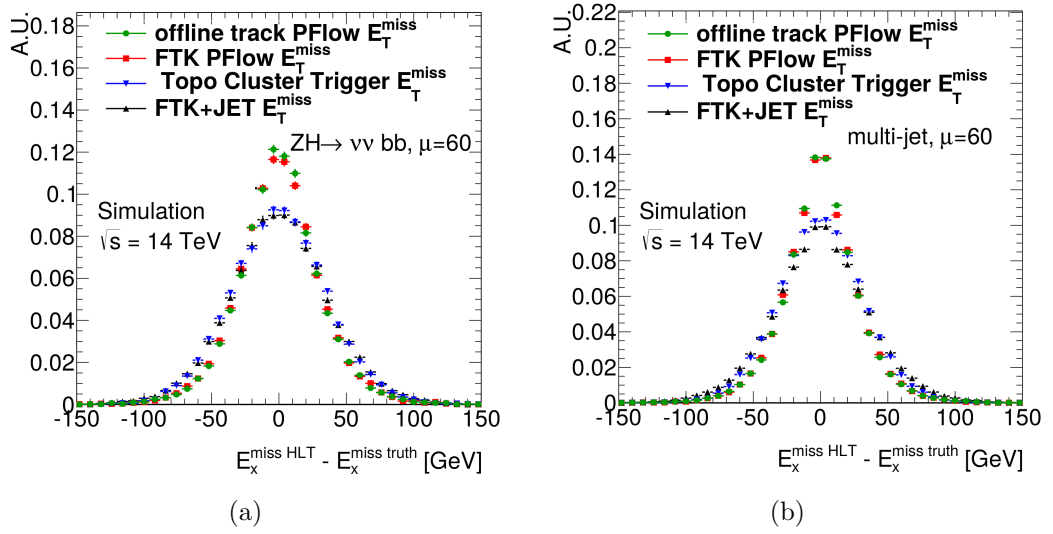 A.U.
0.18
0.16
0.14
0.12
0.1
0.08
0.06
0.04
0.02
0
offline track PFlow E_T^miss
FTK PFlow E_T^miss
Topo Cluster Trigger E_T^miss
FTK+JET E_T^miss
ZH→ νν bb, μ=60
Simulation
√s = 14 TeV
-150 -100 -50 0 50 100 150
E_x^miss HLT - E_x^miss truth [GeV]
(a)
A.U.
0.22
0.2
0.18
0.16
0.14
0.12
0.1
0.08
0.06
0.04
0.02
0
offline track PFlow E_T^miss
FTK PFlow E_T^miss
Topo Cluster Trigger E_T^miss
FTK+JET E_T^miss
multi-jet, μ=60
Simulation
√s = 14 TeV
-150 -100 -50 0 50 100 150
E_x^miss HLT - E_x^miss truth [GeV]
(b)